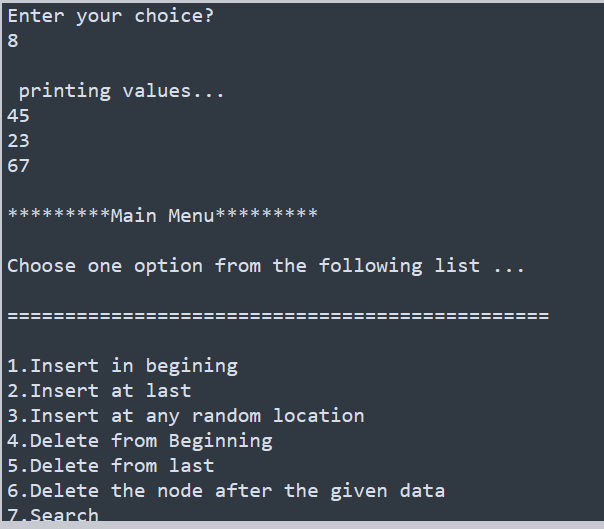 Enter your choice?
8
printing values...
45
23
67
*********Main Menu*********
Choose one option from the following list ...
===============================================
1.Insert in begining
2.Insert at last
3.Insert at any random location
4.Delete from Beginning
5.Delete from last
6.Delete the node after the given data
7.Search